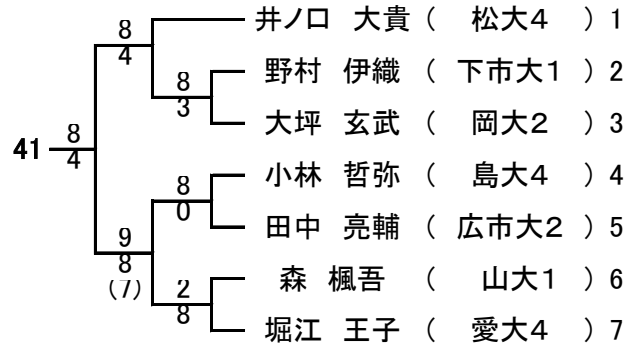 井ノ口 大貴 ( 松大4 ) 1
8
4
野村 伊織 ( 下市大1 ) 2
8
3
大坪 玄武 ( 岡大2 ) 3
41
8
4
小林 哲弥 ( 島大4 ) 4
8
0
田中 亮輔 ( 広市大2 ) 5
9
8
(7)
森 楓吾 ( 山大1 ) 6
2
8
堀江 王子 ( 愛大4 ) 7